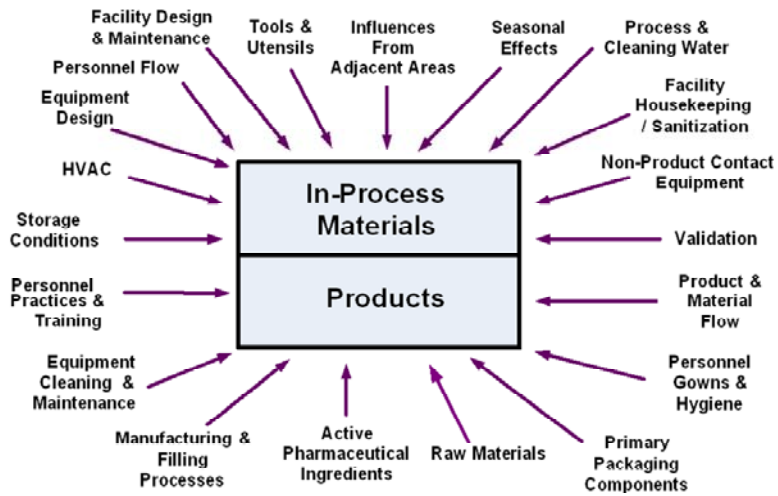 Facility Design
& Maintenance
Tools &
Utensils
Influences
From
Adjacent Areas
Seasonal
Effects
Process &
Cleaning Water
Personnel Flow
Equipment
Design
Facility
Housekeeping
/ Sanitization
HVAC
Non-Product Contact
Equipment
In-Process
Materials
Storage
Conditions
Validation
Personnel
Practices &
Training
Products
Product &
Material
Flow
Equipment
Cleaning &
Maintenance
Personnel
Gowns &
Hygiene
Manufacturing &
Filling
Processes
Active
Pharmaceutical
Ingredients
Raw Materials
Primary
Packaging
Components